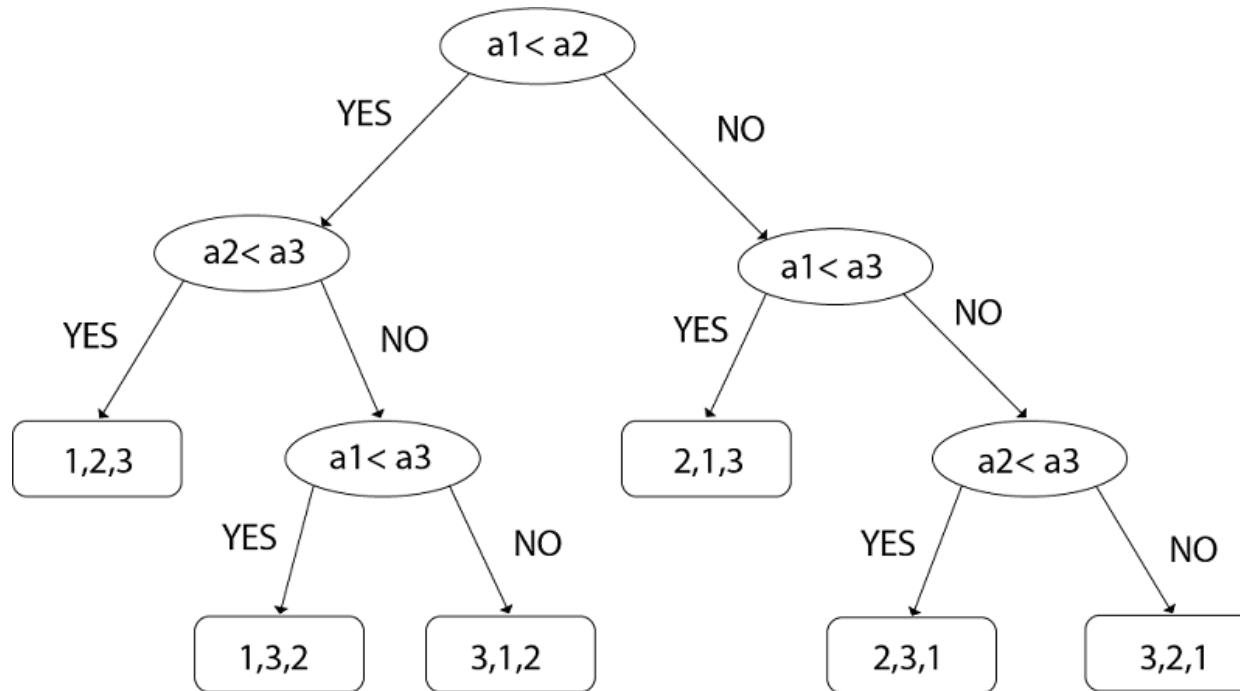 a1< a2
YES
NO
a2< a3
a1< a3
YES
NO
YES
NO
1,2,3
a1< a3
2,1,3
a2< a3
YES
NO
YES
NO
1,3,2
3,1,2
2,3,1
3,2,1